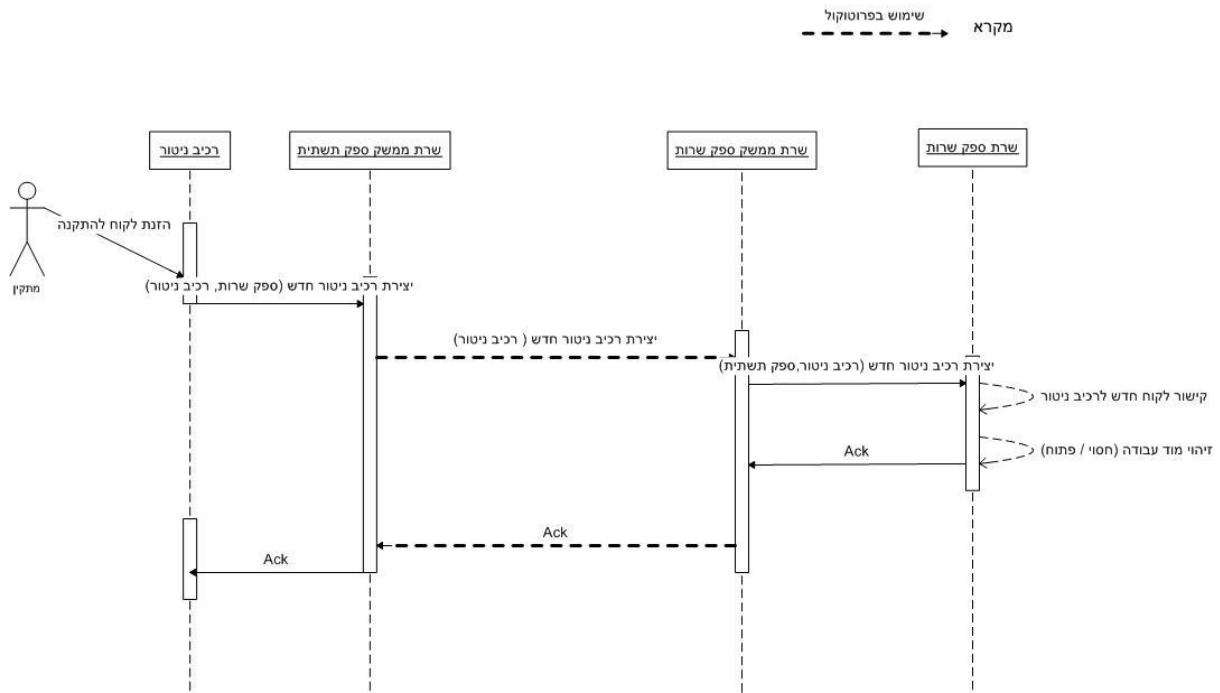 שימוש בפרוטוקול
מקרא
רכיב ניטור
שרת ממשק ספק תשתית
שרת ממשק ספק שרות
שרת ספק שרות
הזנת לקוח להתקנה
מתקין
יצירת רכיב ניטור חדש (ספק שרות, רכיב ניטור)
יצירת רכיב ניטור חדש ( רכיב ניטור)
יצירת רכיב ניטור חדש (רכיב ניטור,ספק תשתית)
קישור לקוח חדש לרכיב ניטור
זיהוי מוד עבודה (חסוי / פתוח)
Ack
Ack
Ack